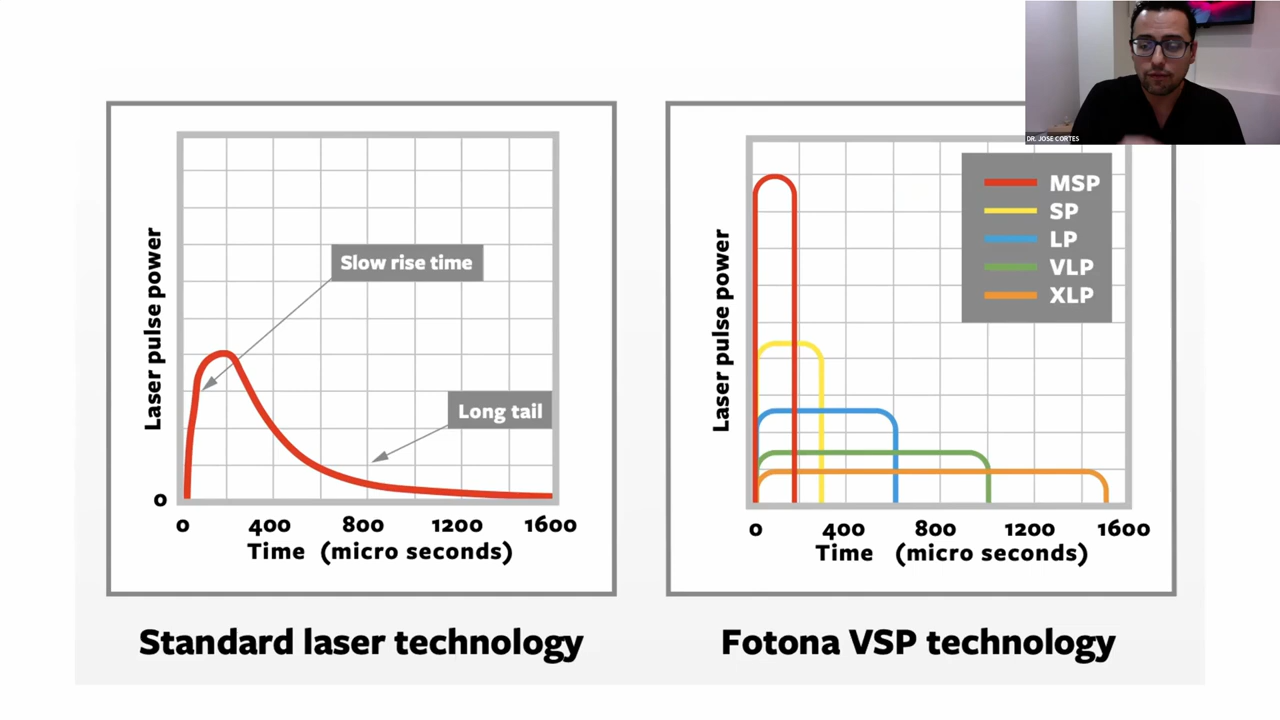 DR. JOSE CORTES
Laser pulse power
Slow rise time
Long tail
0
0 400 800 1200 1600
Time (micro seconds)
Standard laser technology
Laser pulse power
MSP
SP
LP
VLP
XLP
0 400 800 1200 1600
Time (micro seconds)
Fotona VSP technology